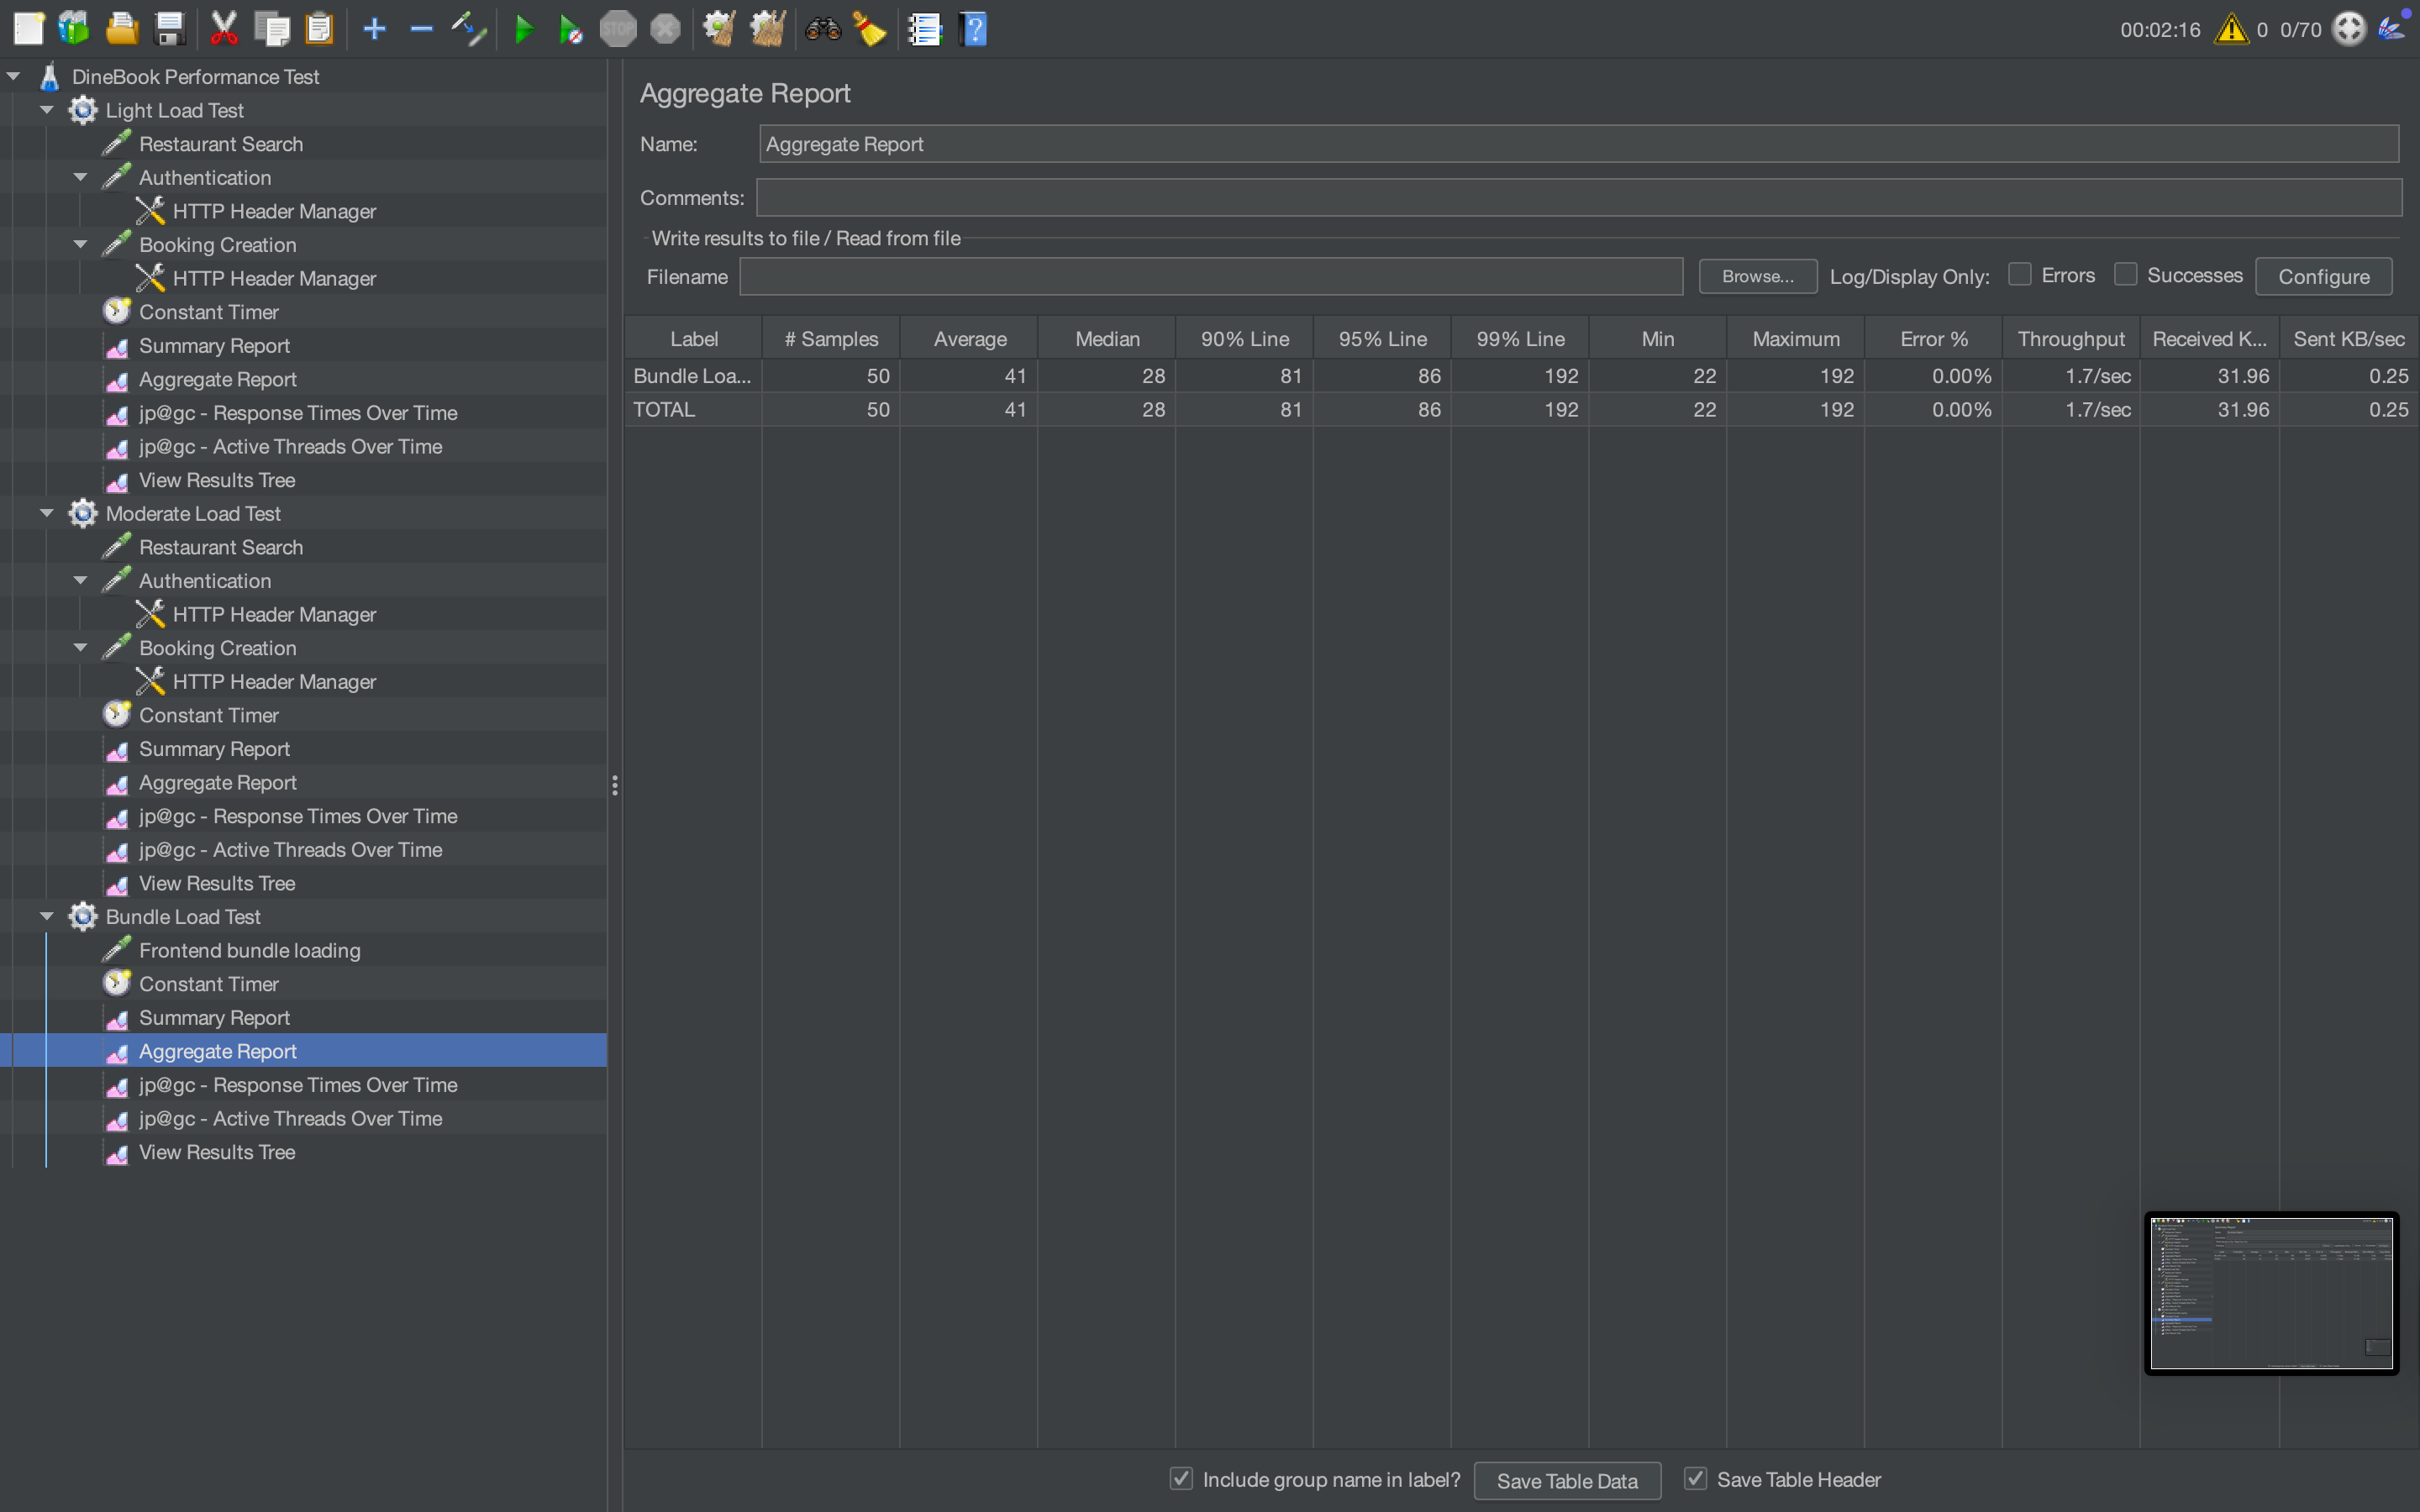 STOP
00:02:16 0 0/70
DineBook Performance Test
Light Load Test
Restaurant Search
Authentication
HTTP Header Manager
Booking Creation
HTTP Header Manager
Constant Timer
Summary Report
Aggregate Report
jp@gc - Response Times Over Time
jp@gc - Active Threads Over Time
View Results Tree
Moderate Load Test
Restaurant Search
Authentication
HTTP Header Manager
Booking Creation
HTTP Header Manager
Constant Timer
Summary Report
Aggregate Report
jp@gc - Response Times Over Time
jp@gc - Active Threads Over Time
View Results Tree
Bundle Load Test
Frontend bundle loading
Constant Timer
Summary Report
Aggregate Report
jp@gc - Response Times Over Time
jp@gc - Active Threads Over Time
View Results Tree
Aggregate Report
Name: Aggregate Report
Comments:
Write results to file / Read from file
Filename Browse... Log/Display Only: Errors Successes Configure
Label # Samples Average Median 90% Line 95% Line 99% Line Min Maximum Error % Throughput Received K... Sent KB/sec
Bundle Loa... 50 41 28 81 86 192 22 192 0.00% 1.7/sec 31.96 0.25
TOTAL 50 41 28 81 86 192 22 192 0.00% 1.7/sec 31.96 0.25
Include group name in label? Save Table Data Save Table Header